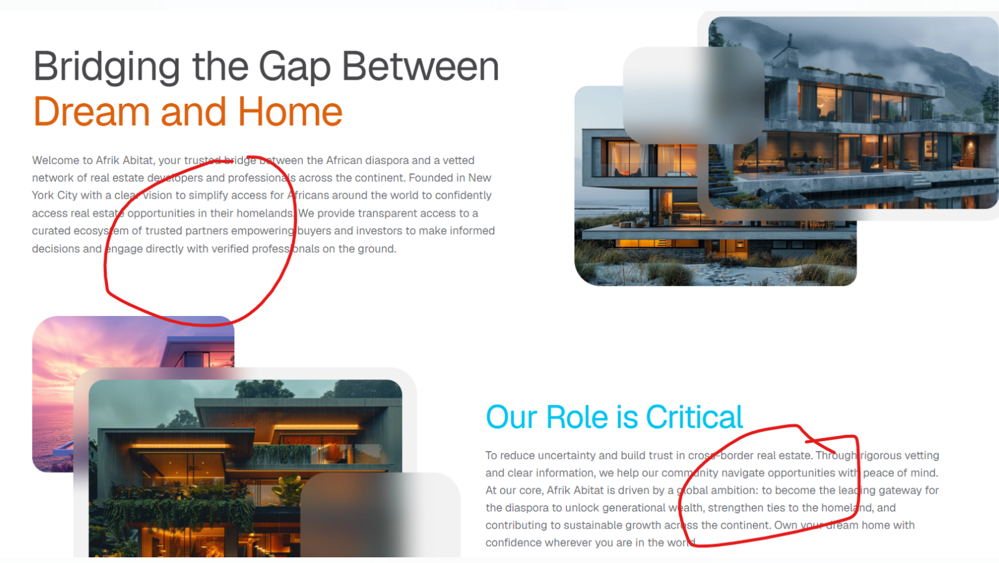 Bridging the Gap Between
Dream and Home
Welcome to Afrik Abitat, your trusted bridge between the African diaspora and a vetted
network of real estate developers and professionals across the continent. Founded in New
York City with a clear vision to simplify access for Africans around the world to confidently
access real estate opportunities in their homelands. We provide transparent access to a
curated ecosystem of trusted partners empowering buyers and investors to make informed
decisions and engage directly with verified professionals on the ground.
Our Role is Critical
To reduce uncertainty and build trust in cross-border real estate. Through rigorous vetting
and clear information, we help our community navigate opportunities with peace of mind.
At our core, Afrik Abitat is driven by a global ambition: to become the leading gateway for
the diaspora to unlock generational wealth, strengthen ties to the homeland, and
contributing to sustainable growth across the continent. Own your dream home with
confidence wherever you are in the world.